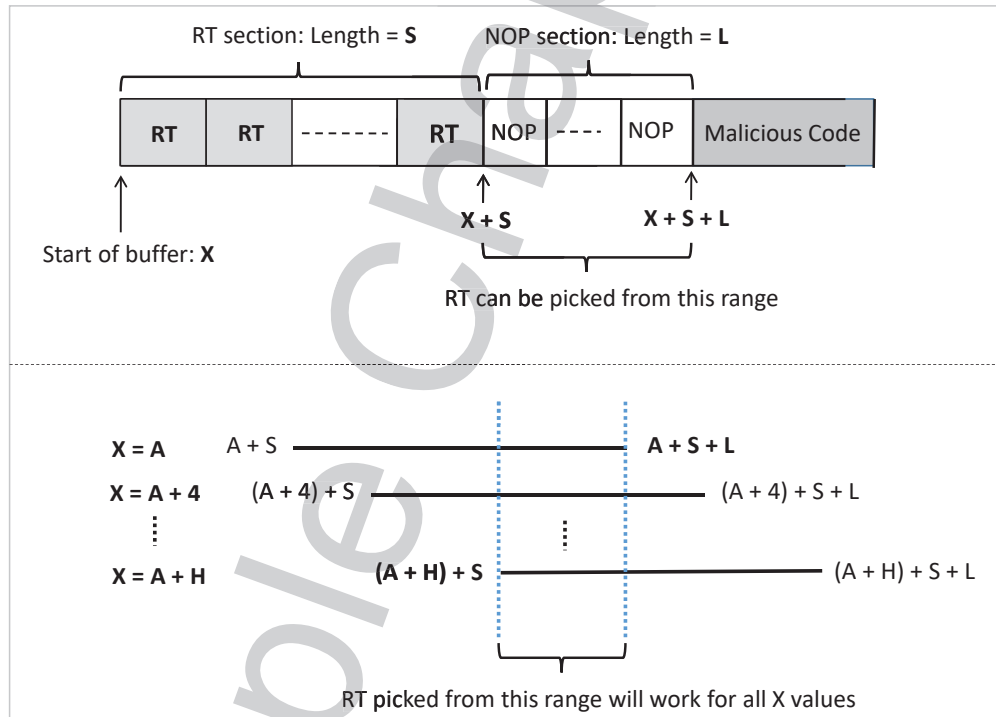 RT section: Length = S
NOP section: Length = L
RT RT RT NOP NOP Malicious Code
X + S X + S + L
Start of buffer: X
RT can be picked from this range
X = A A + S A + S + L
X = A + 4 (A + 4) + S (A + 4) + S + L
X = A + H (A + H) + S (A + H) + S + L
RT picked from this range will work for all X values